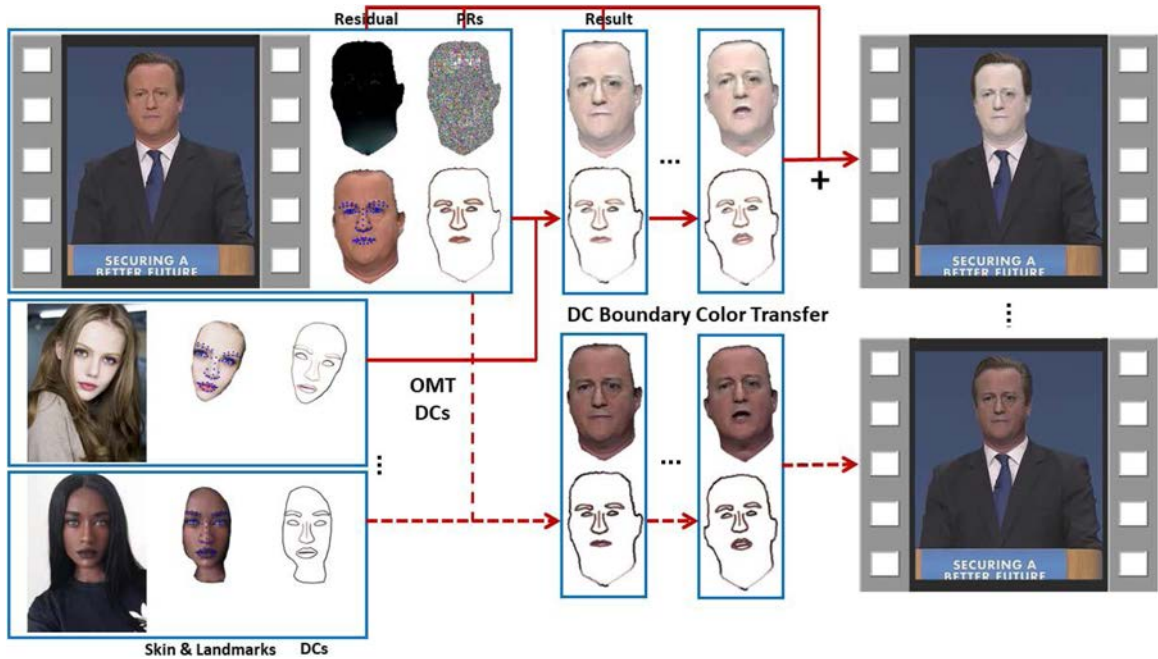 Residual PRs Result
SECURING A
BETTER FUTURE
SECURING A
BETTER FUTURE
+
...
...
DC Boundary Color Transfer
OMT
DCs
...
...
...
SECURING A
BETTER FUTURE
Skin & Landmarks DCs